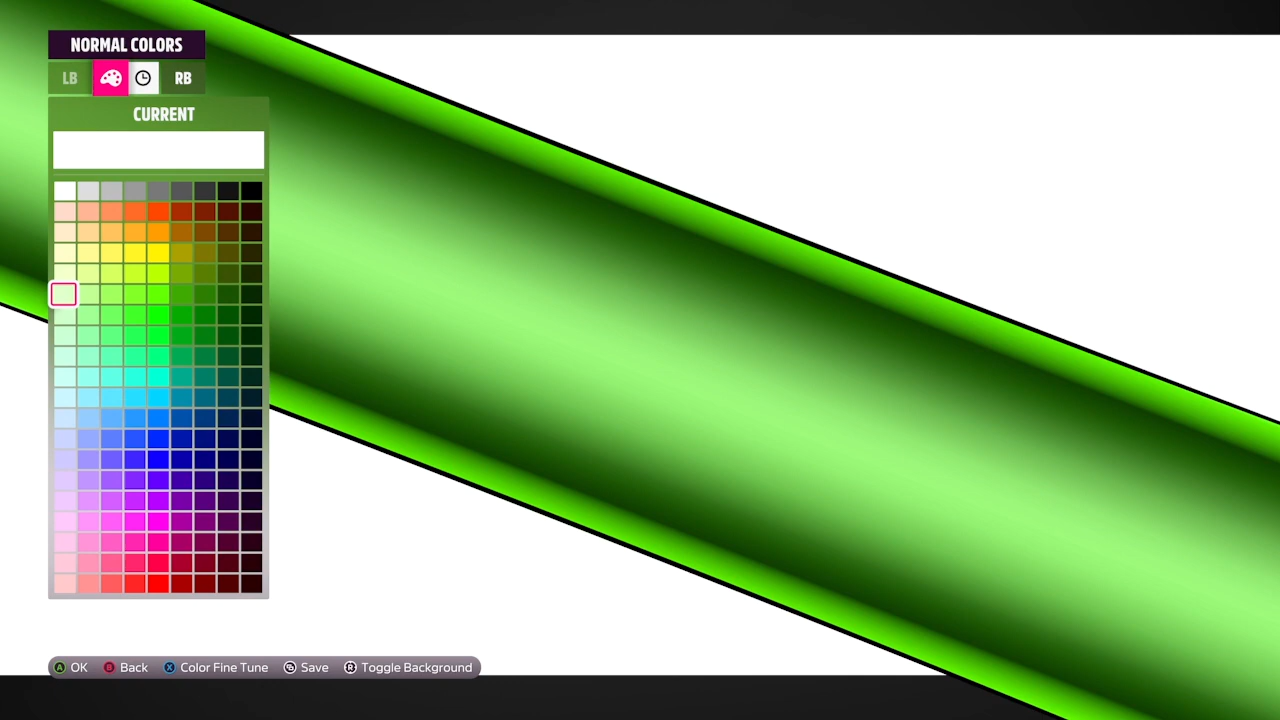 NORMAL COLORS
LB RB
CURRENT
A OK B Back X Color Fine Tune Save R Toggle Background